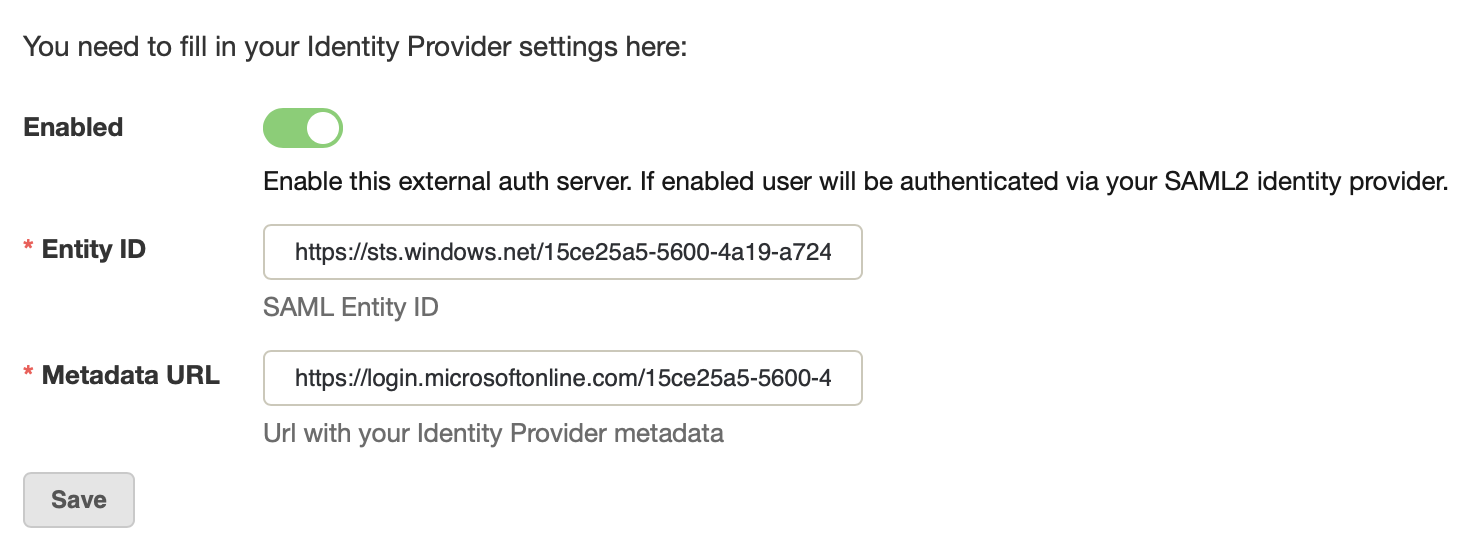 You need to fill in your Identity Provider settings here:
Enabled
Enable this external auth server. If enabled user will be authenticated via your SAML2 identity provider.
* Entity ID
https://sts.windows.net/15ce25a5-5600-4a19-a724
SAML Entity ID
* Metadata URL
https://login.microsoftonline.com/15ce25a5-5600-4
Url with your Identity Provider metadata
Save